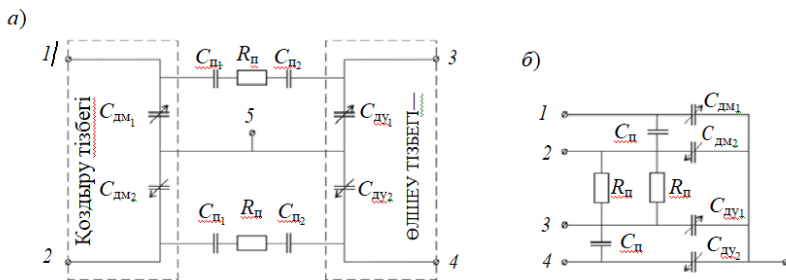 а)
1/
Cп1 Rп Cп2
3
Cдм1
5
Cду1
Қоздыру тізбегі
ӨЛШЕУ ТІЗБЕГІ—
Cдм2
Cду2
Cп1 Rп Cп2
2
4
б)
1
Cдм1
Cп
Cдм2
2
Rп
Rп
Cду1
3
Cп
Cду2
4